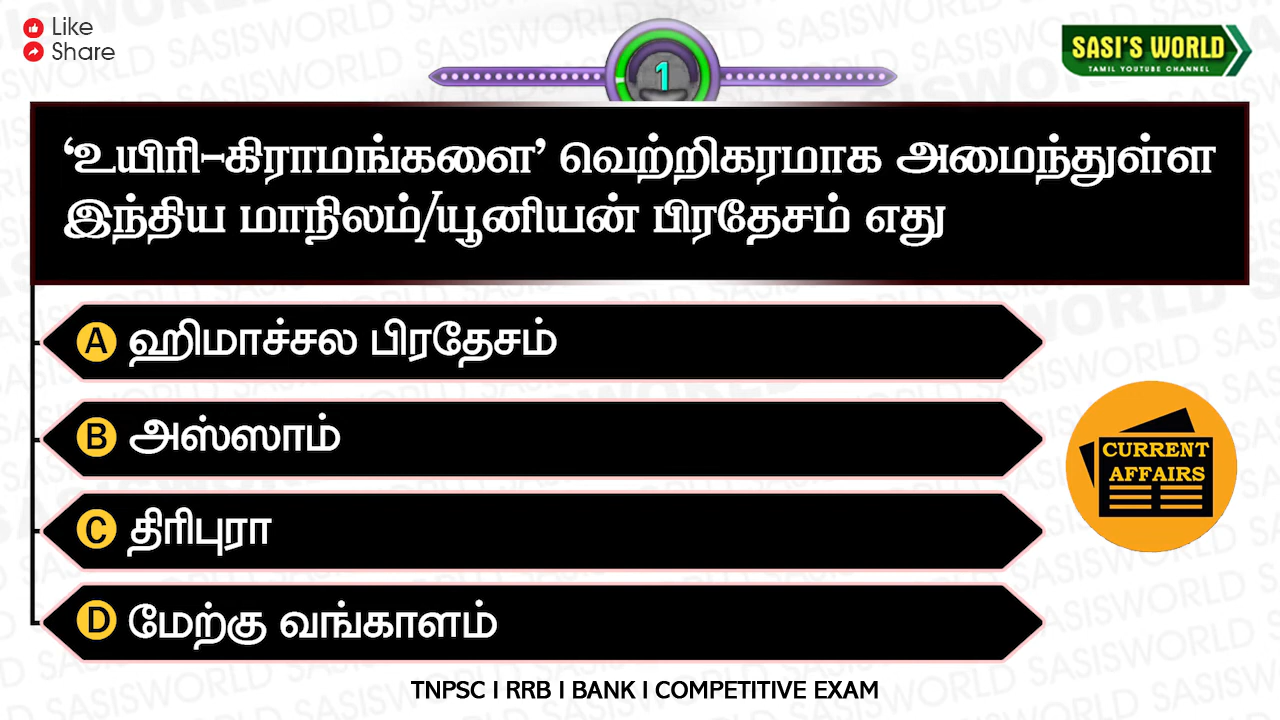 Like
Share
1
SASI'S WORLD
TAMIL YOUTUBE CHANNEL
‘உயிரி-கிராமங்களை’ வெற்றிகரமாக அமைந்துள்ள
இந்திய மாநிலம்/யூனியன் பிரதேசம் எது
A ஹிமாச்சல பிரதேசம்
B அஸ்ஸாம்
C திரிபுரா
D மேற்கு வங்காளம்
CURRENT
AFFAIRS
TNPSC I RRB I BANK I COMPETITIVE EXAM